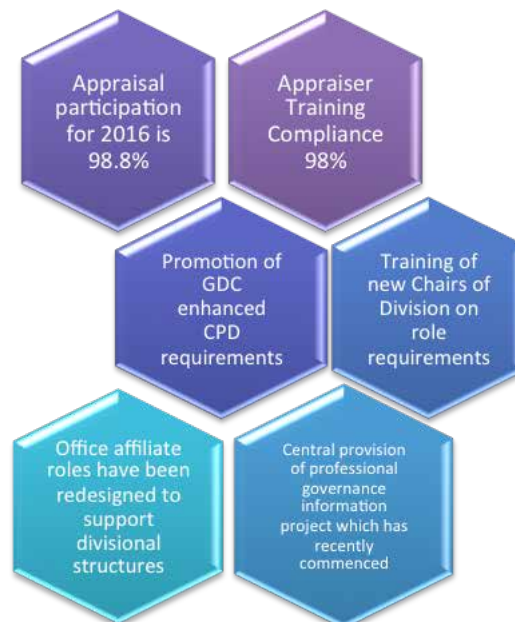 Appraisal
participation
for 2016 is
98.8%
Appraiser
Training
Compliance
98%
Promotion of
GDC
enhanced
CPD
requirements
Training of
new Chairs of
Division on
role
requirements
Office affiliate
roles have been
redesigned to
support
divisional
structures
Central provision
of professional
governance
information
project which has
recently
commenced